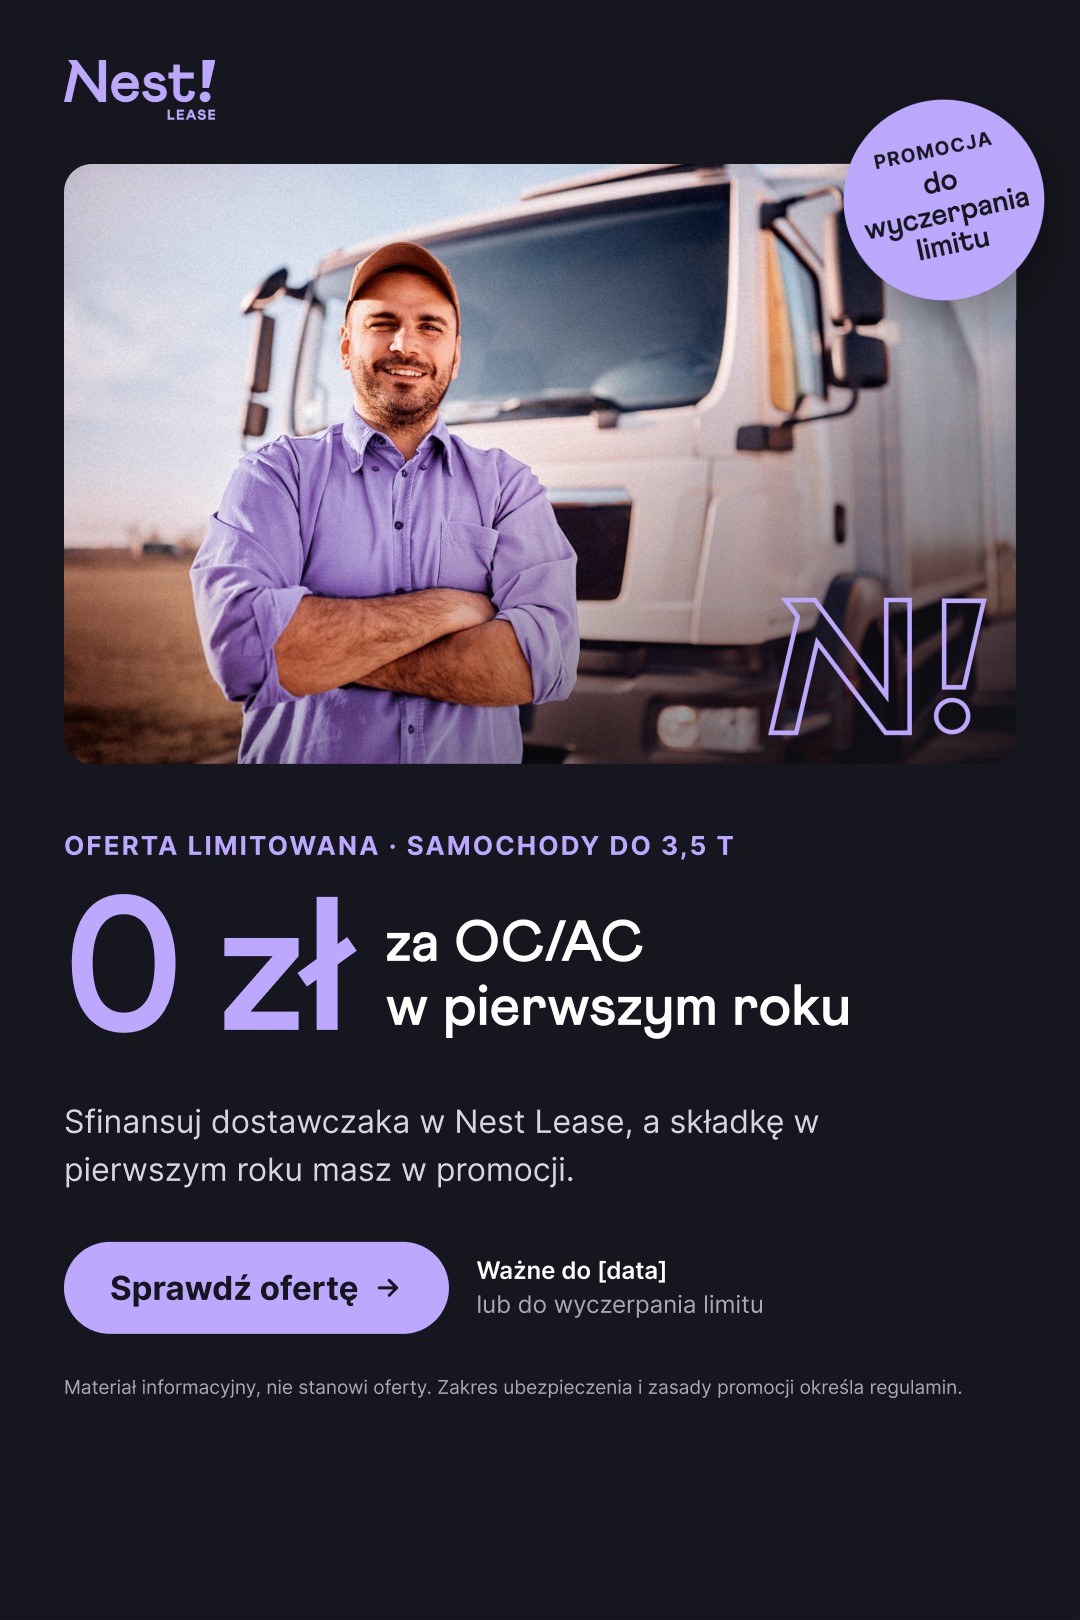 Nest!
LEASE
PROMOCJA
do
wyczerpania
limitu
N!
OFERTA LIMITOWANA · SAMOCHODY DO 3,5 T
0 zł
za OC/AC
w pierwszym roku
Sfinansuj dostawczaka w Nest Lease, a składkę w
pierwszym roku masz w promocji.
Sprawdź ofertę →
Ważne do [data]
lub do wyczerpania limitu
Materiał informacyjny, nie stanowi oferty. Zakres ubezpieczenia i zasady promocji określa regulamin.